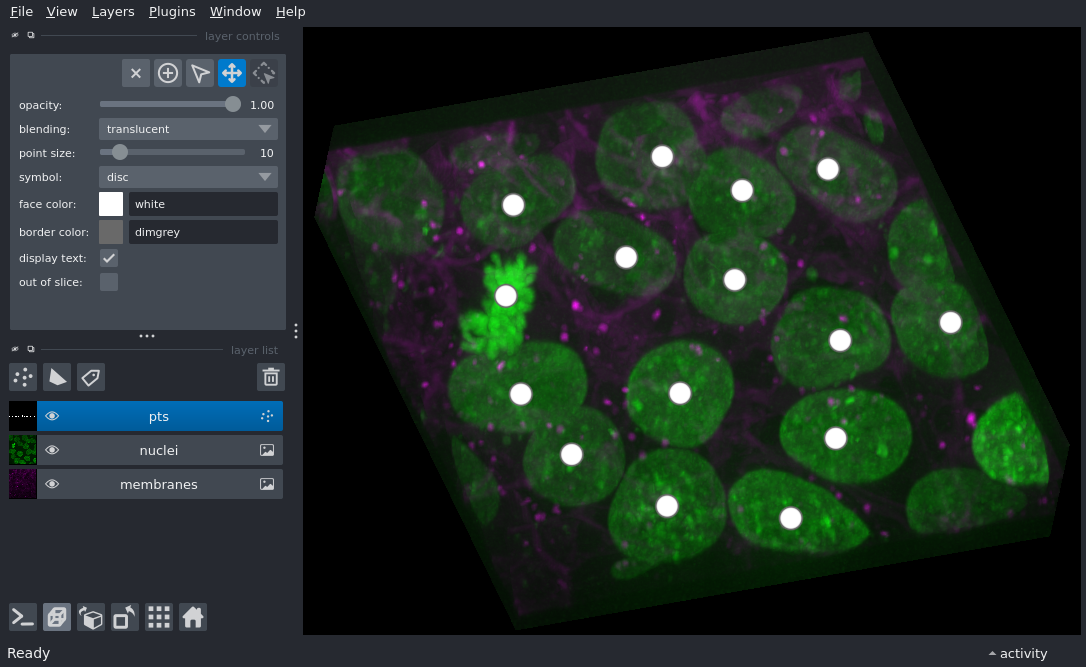 File View Layers Plugins Window Help
layer controls
opacity: 1.00
blending: translucent
point size: 10
symbol: disc
face color: white
border color: dimgrey
display text:
out of slice:
layer list
pts
nuclei
membranes
Ready
activity